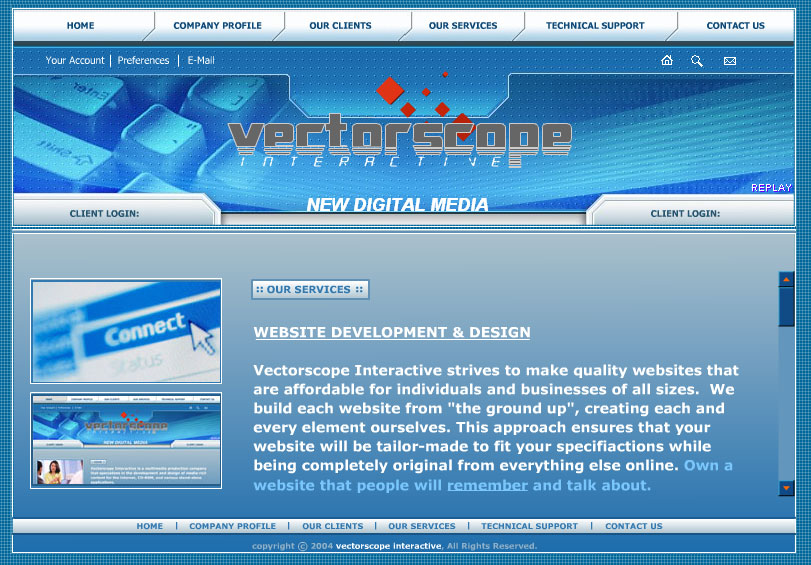 HOME COMPANY PROFILE OUR CLIENTS OUR SERVICES TECHNICAL SUPPORT CONTACT US
Your Account | Preferences | E-Mail
vectorscope
INTERACTIVE
REPLAY
NEW DIGITAL MEDIA
CLIENT LOGIN: CLIENT LOGIN:
:: OUR SERVICES ::
Connect
Status
WEBSITE DEVELOPMENT & DESIGN
Vectorscope Interactive strives to make quality websites that
are affordable for individuals and businesses of all sizes. We
build each website from "the ground up", creating each and
every element ourselves. This approach ensures that your
website will be tailor-made to fit your specifiactions while
being completely original from everything else online. Own a
website that people will remember and talk about.
vectorscope
NEW DIGITAL MEDIA
HOME | COMPANY PROFILE | OUR CLIENTS | OUR SERVICES | TECHNICAL SUPPORT | CONTACT US
copyright © 2004 vectorscope interactive, All Rights Reserved.